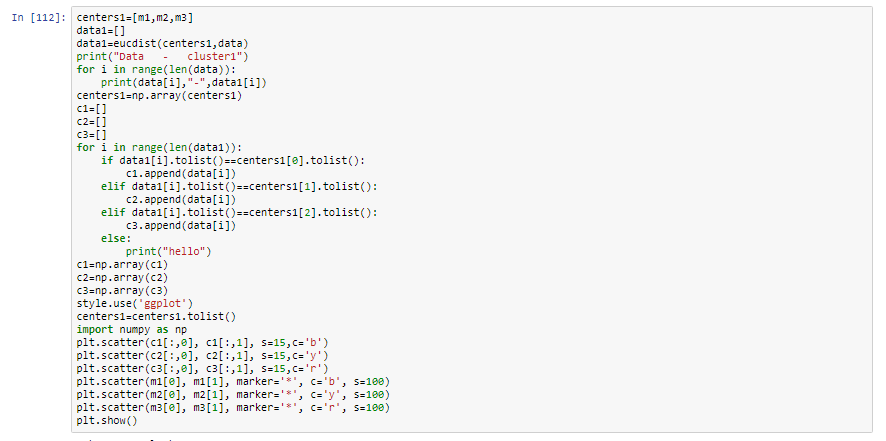 In [112]: centers1=[m1,m2,m3]
data1=[]
data1=eucdist(centers1,data)
print("Data   -   cluster1")
for i in range(len(data)):
    print(data[i],"-",data1[i])
centers1=np.array(centers1)
c1=[]
c2=[]
c3=[]
for i in range(len(data1)):
    if data1[i].tolist()==centers1[0].tolist():
        c1.append(data[i])
    elif data1[i].tolist()==centers1[1].tolist():
        c2.append(data[i])
    elif data1[i].tolist()==centers1[2].tolist():
        c3.append(data[i])
    else:
        print("hello")
c1=np.array(c1)
c2=np.array(c2)
c3=np.array(c3)
style.use('ggplot')
centers1=centers1.tolist()
import numpy as np
plt.scatter(c1[:,0], c1[:,1], s=15,c='b')
plt.scatter(c2[:,0], c2[:,1], s=15,c='y')
plt.scatter(c3[:,0], c3[:,1], s=15,c='r')
plt.scatter(m1[0], m1[1], marker='*', c='b', s=100)
plt.scatter(m2[0], m2[1], marker='*', c='y', s=100)
plt.scatter(m3[0], m3[1], marker='*', c='r', s=100)
plt.show()